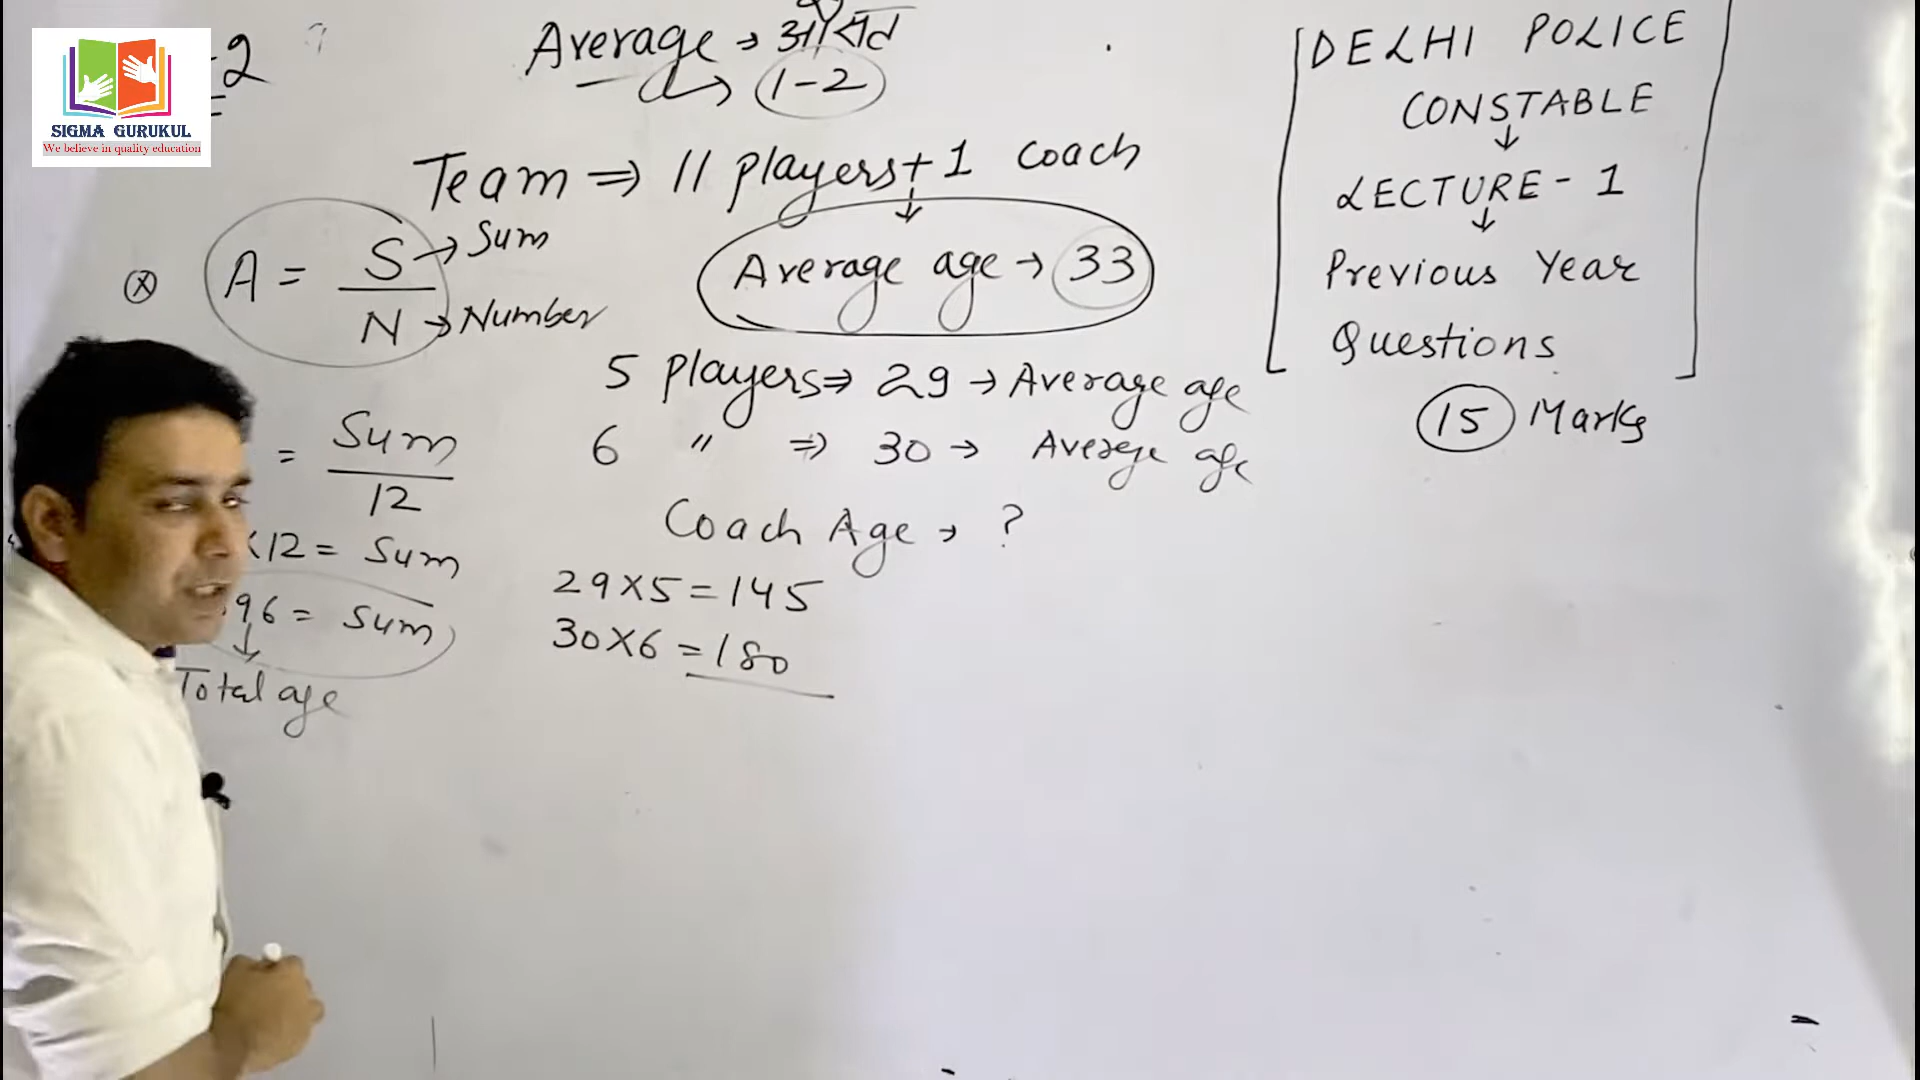 -2
SIGMA GURUKUL
We believe in quality education
Average → औसत
1-2
Team ⇒ 11 players + 1 coach
A = S/N
S → Sum
N → Number
Average age → 33
5 Players ⇒ 29 → Average age
6 " ⇒ 30 → Average age
Coach Age → ?
= Sum/12
×12 = Sum
96 = Sum
Total age
29×5 = 145
30×6 = 180
DELHI POLICE
CONSTABLE
LECTURE - 1
Previous Year
Questions
15 Marks